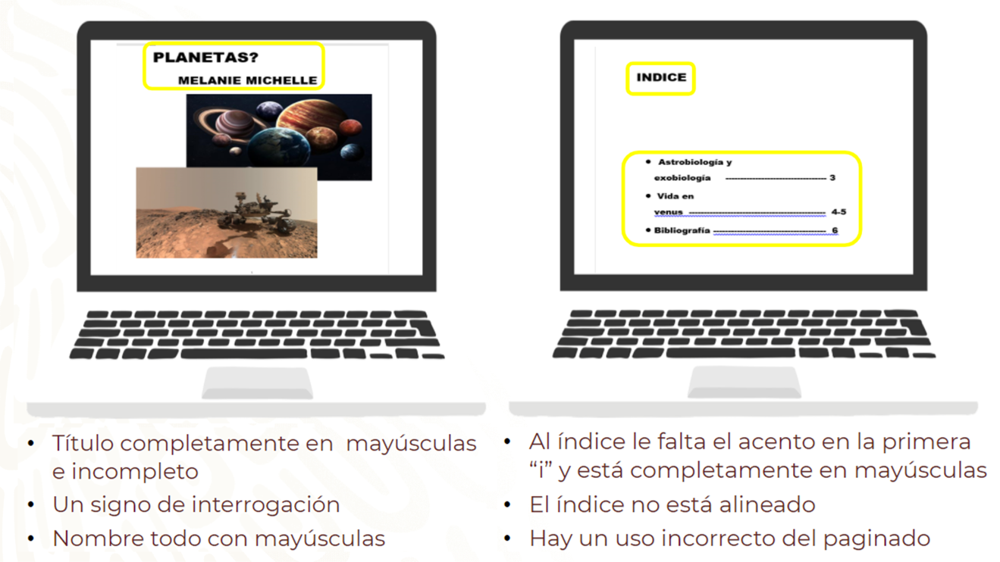 PLANETAS?
MELANIE MICHELLE
INDICE
• Astrobiología y
exobiología ---------------------------------- 3
• Vida en
venus ---------------------------------------------- 4-5
• Bibliografía -------------------------------------- 6
• Título completamente en mayúsculas
e incompleto
• Un signo de interrogación
• Nombre todo con mayúsculas
• Al índice le falta el acento en la primera
“i” y está completamente en mayúsculas
• El índice no está alineado
• Hay un uso incorrecto del paginado